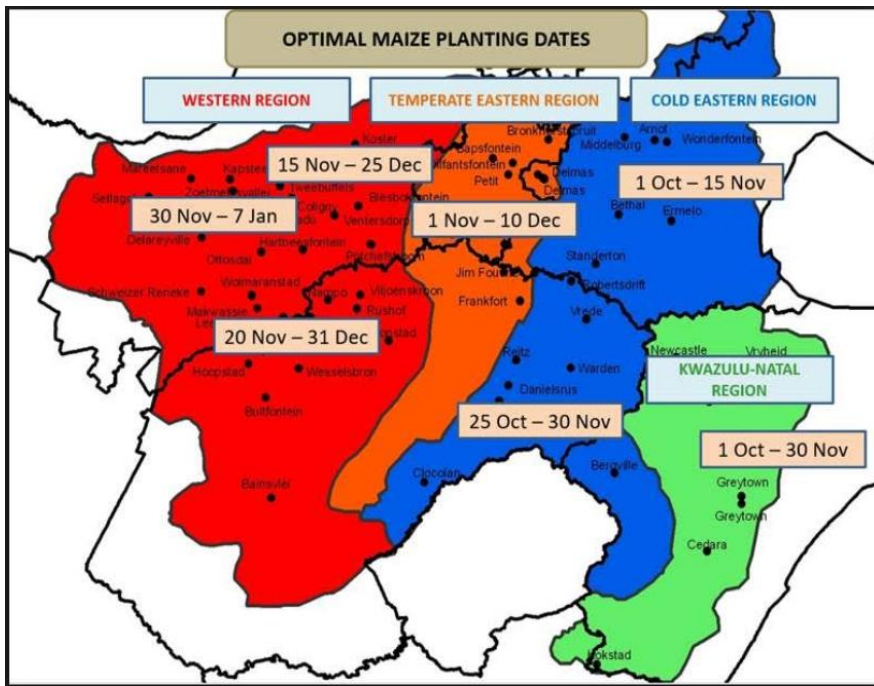 OPTIMAL MAIZE PLANTING DATES
WESTERN REGION
TEMPERATE EASTERN REGION
COLD EASTERN REGION
Koster
Bronkhorstspruit
Arnot
Middelburg
Wonderfontein
15 Nov – 25 Dec
Bapsfontein
Mareetsane
Petit
Delmas
Delmas
1 Oct – 15 Nov
Tweebuffels
30 Nov – 7 Jan
Coligny
Ventersdorp
1 Nov – 10 Dec
Bethal
Ermelo
Delareyville
Hartbeesfontein
Ottosdal
Potchefstroom
Standerton
Jim Fouche
Robertsdrift
Schweizer Reneke
Wolmaranstad
Nampo
Viljoenskroon
Frankfort
Makwassie
Vrede
20 Nov – 31 Dec
Newcastle
Vryheid
Reitz
Warden
KWAZULU-NATAL
REGION
Hoopstad
Wesselsbron
Danielsrus
Bultfontein
25 Oct – 30 Nov
1 Oct – 30 Nov
Clocolan
Bergville
Bainsvlei
Greytown
Greytown
Cedara